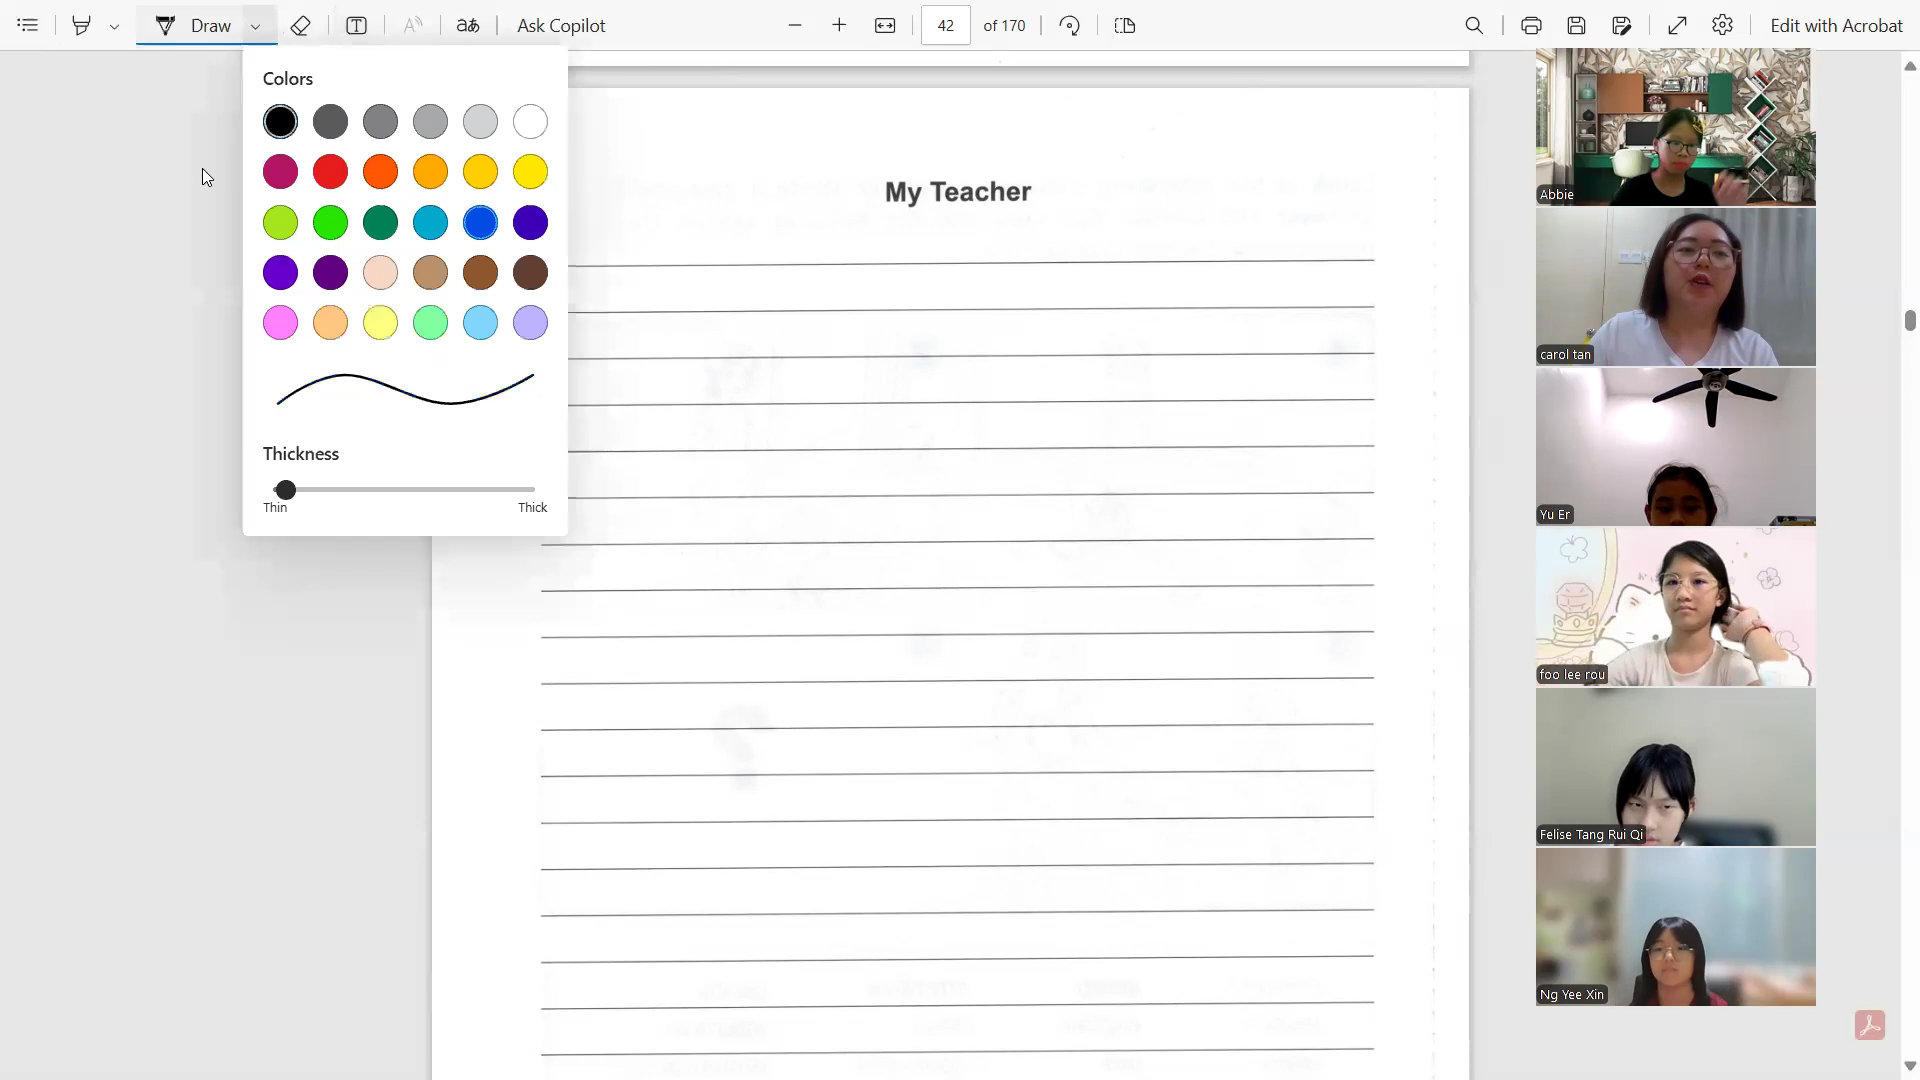 Draw
Ask Copilot
42 of 170
Edit with Acrobat
Colors
Thickness
Thin
Thick
My Teacher
Abbie
carol tan
Yu Er
foo lee rou
Felise Tang Rui Qi
Ng Yee Xin